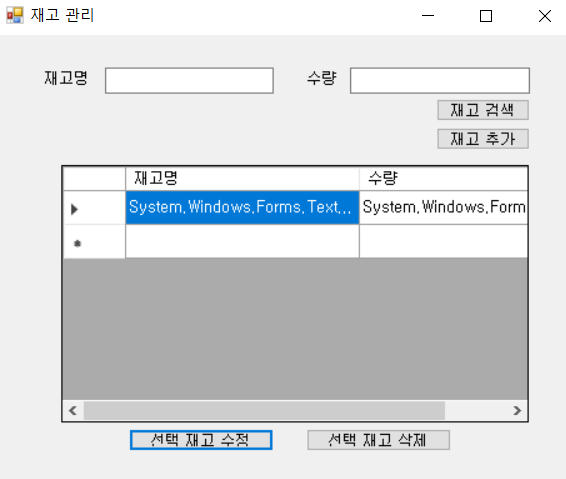 재고 관리
재고명 수량
재고 검색
재고 추가
재고명 수량
System.Windows.Forms.Text... System.Windows.Form
선택 재고 수정 선택 재고 삭제